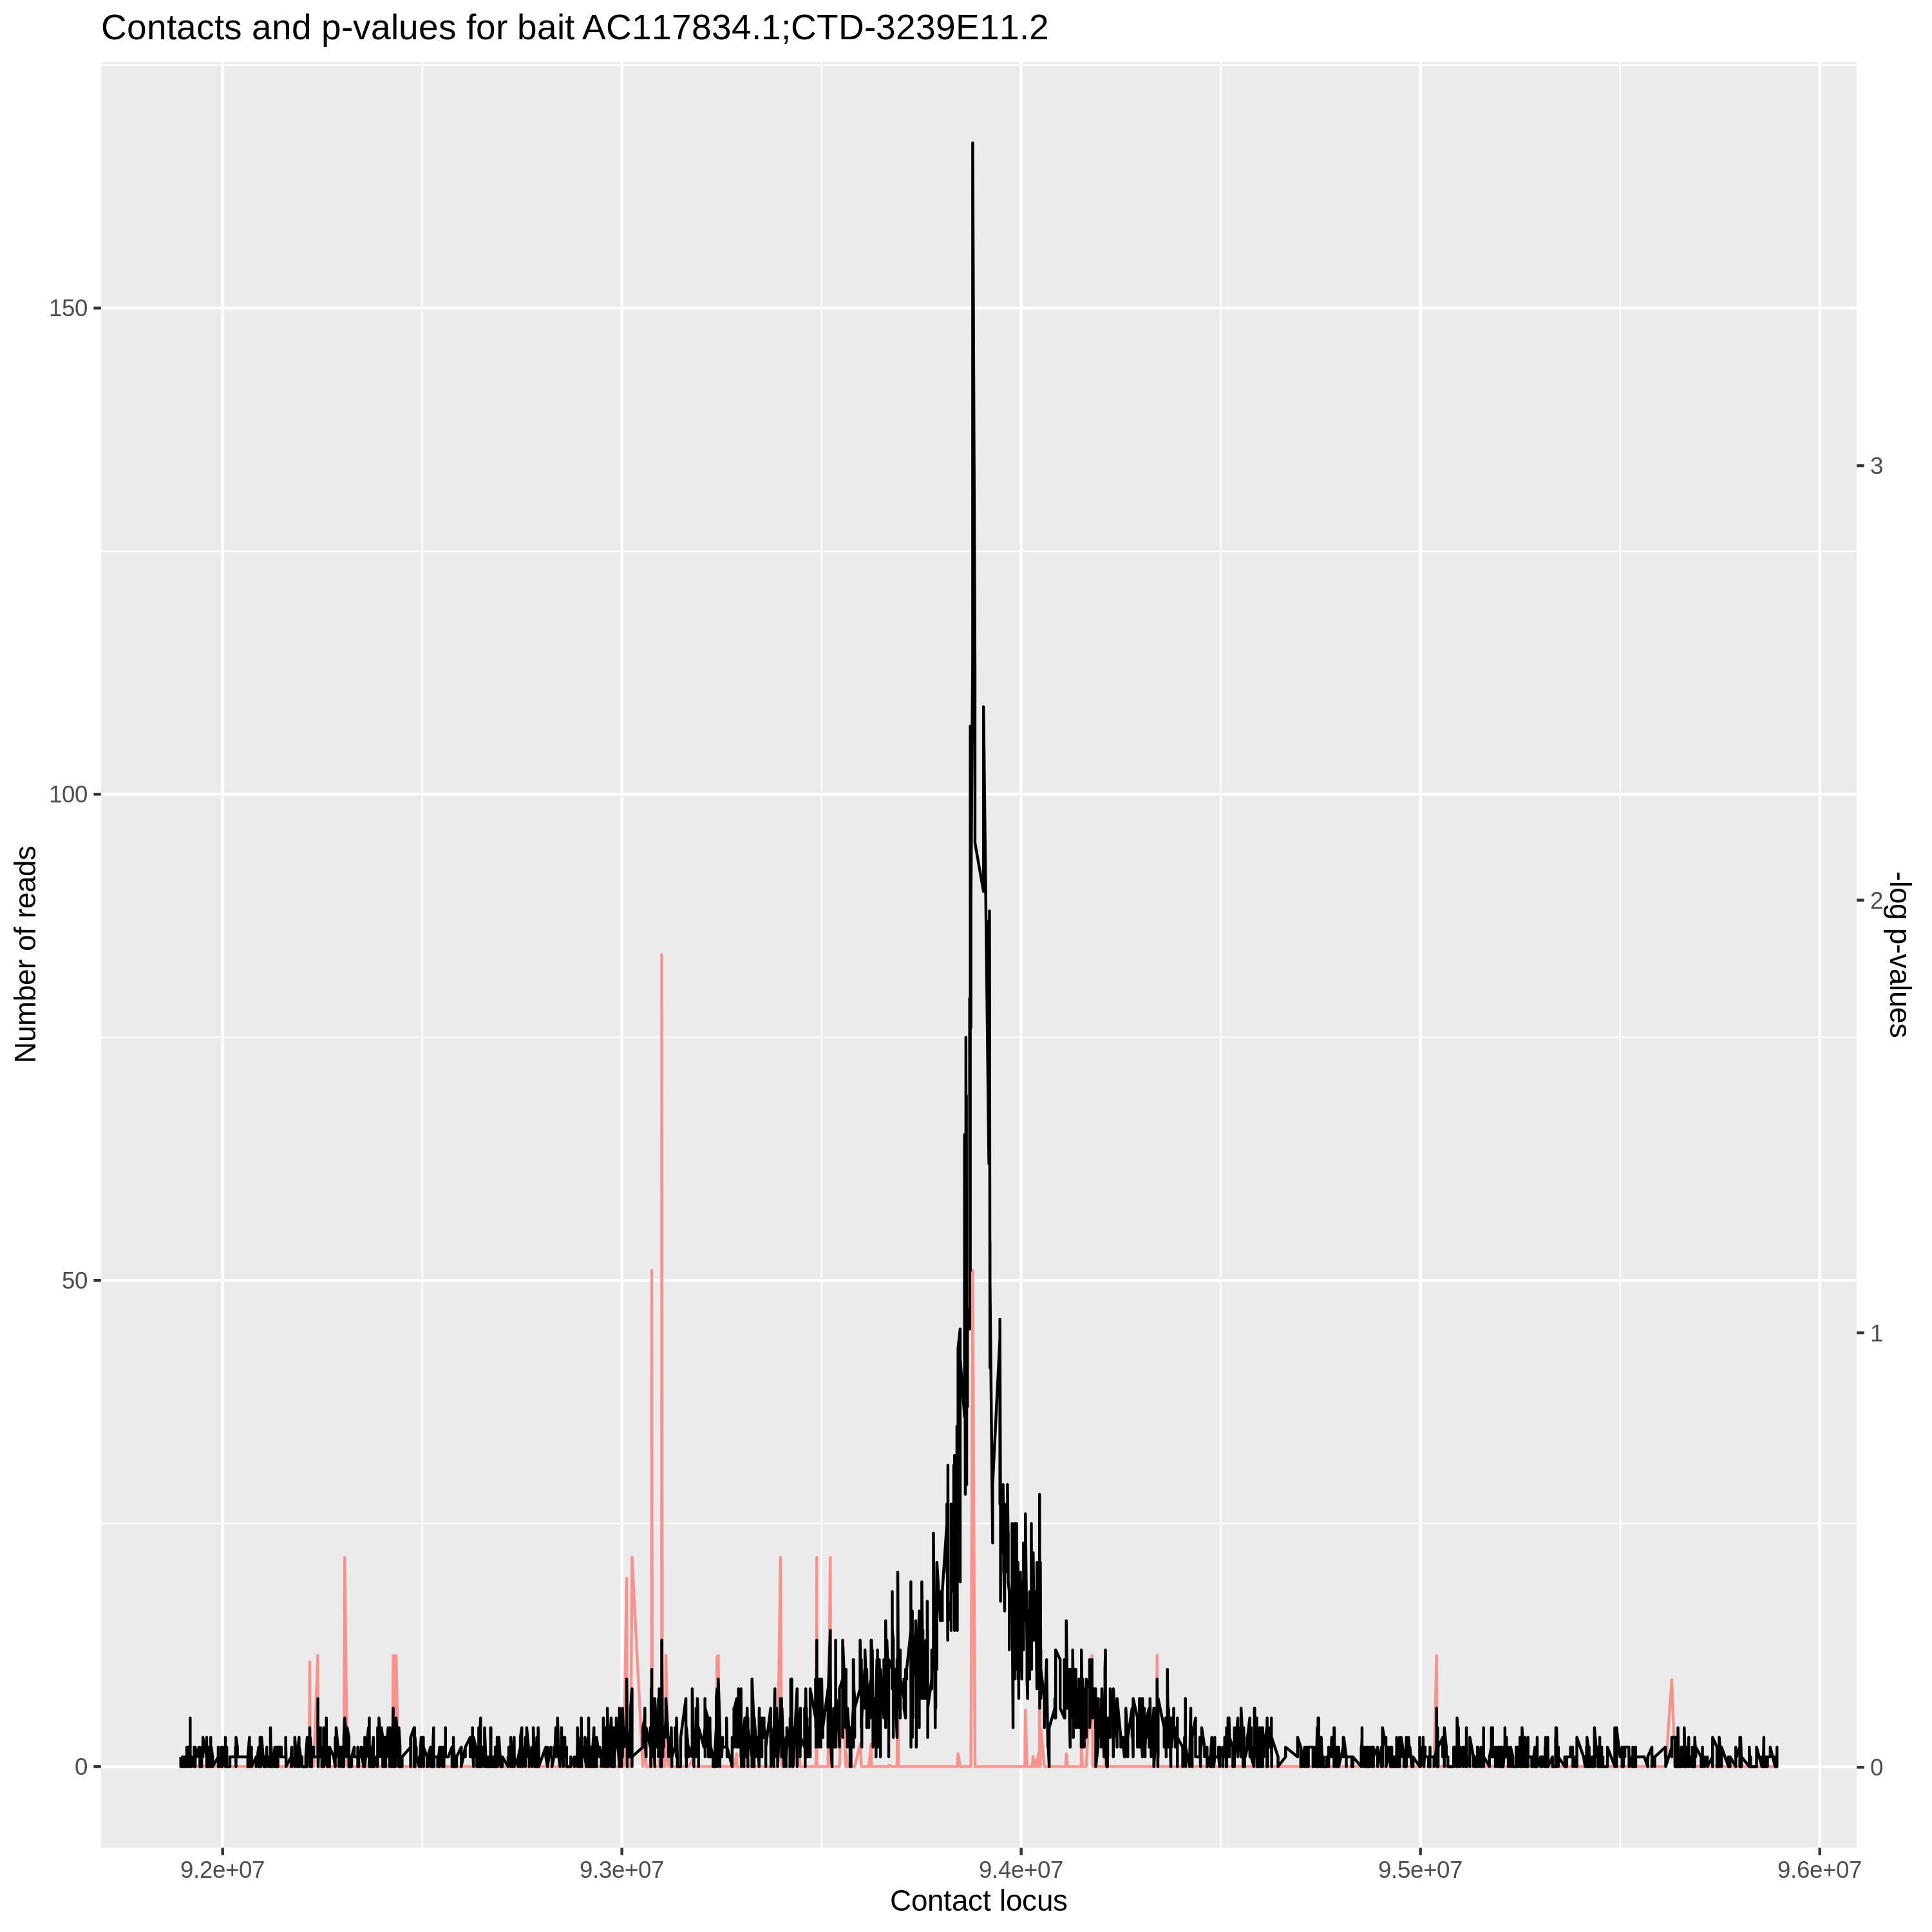 Contacts and p-values for bait AC117834.1;CTD-3239E11.2
150
100
50
0
Number of reads
3
2
1
0
-log p-values
9.2e+07 9.3e+07 9.4e+07 9.5e+07 9.6e+07
Contact locus